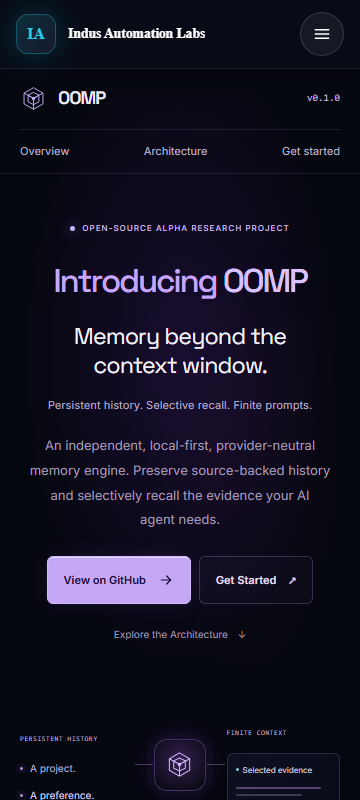 IA
Indus Automation Labs
OOMP
v0.1.0
Overview
Architecture
Get started
OPEN-SOURCE ALPHA RESEARCH PROJECT
Introducing OOMP
Memory beyond the
context window.
Persistent history. Selective recall. Finite prompts.
An independent, local-first, provider-neutral
memory engine. Preserve source-backed history
and selectively recall the evidence your AI
agent needs.
View on GitHub →
Get Started ↗
Explore the Architecture ↓
PERSISTENT HISTORY
A project.
A preference.
FINITE CONTEXT
Selected evidence